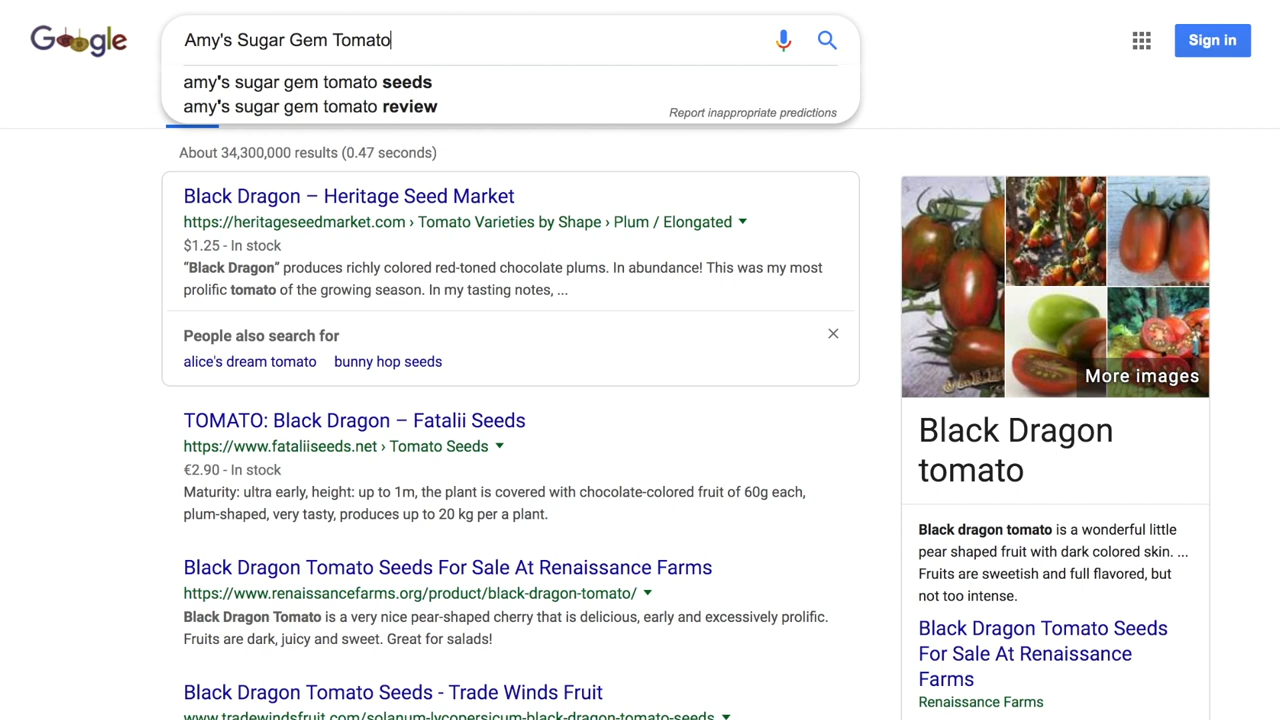 Google
Amy's Sugar Gem Tomato
Sign in
amy's sugar gem tomato seeds
amy's sugar gem tomato review
Report inappropriate predictions
About 34,300,000 results (0.47 seconds)
Black Dragon – Heritage Seed Market
https://heritageseedmarket.com › Tomato Varieties by Shape › Plum / Elongated
$1.25 - In stock
“Black Dragon” produces richly colored red-toned chocolate plums. In abundance! This was my most
prolific tomato of the growing season. In my tasting notes, ...
People also search for
alice's dream tomato bunny hop seeds
TOMATO: Black Dragon – Fatalii Seeds
https://www.fataliiseeds.net › Tomato Seeds
€2.90 - In stock
Maturity: ultra early, height: up to 1m, the plant is covered with chocolate-colored fruit of 60g each,
plum-shaped, very tasty, produces up to 20 kg per a plant.
Black Dragon Tomato Seeds For Sale At Renaissance Farms
https://www.renaissancefarms.org/product/black-dragon-tomato/
Black Dragon Tomato is a very nice pear-shaped cherry that is delicious, early and excessively prolific.
Fruits are dark, juicy and sweet. Great for salads!
Black Dragon Tomato Seeds - Trade Winds Fruit
www.tradewindsfruit.com/solanum-lycopersicum-black-dragon-tomato-seeds
More images
Black Dragon
tomato
Black dragon tomato is a wonderful little
pear shaped fruit with dark colored skin. ...
Fruits are sweetish and full flavored, but
not too intense.
Black Dragon Tomato Seeds
For Sale At Renaissance
Farms
Renaissance Farms